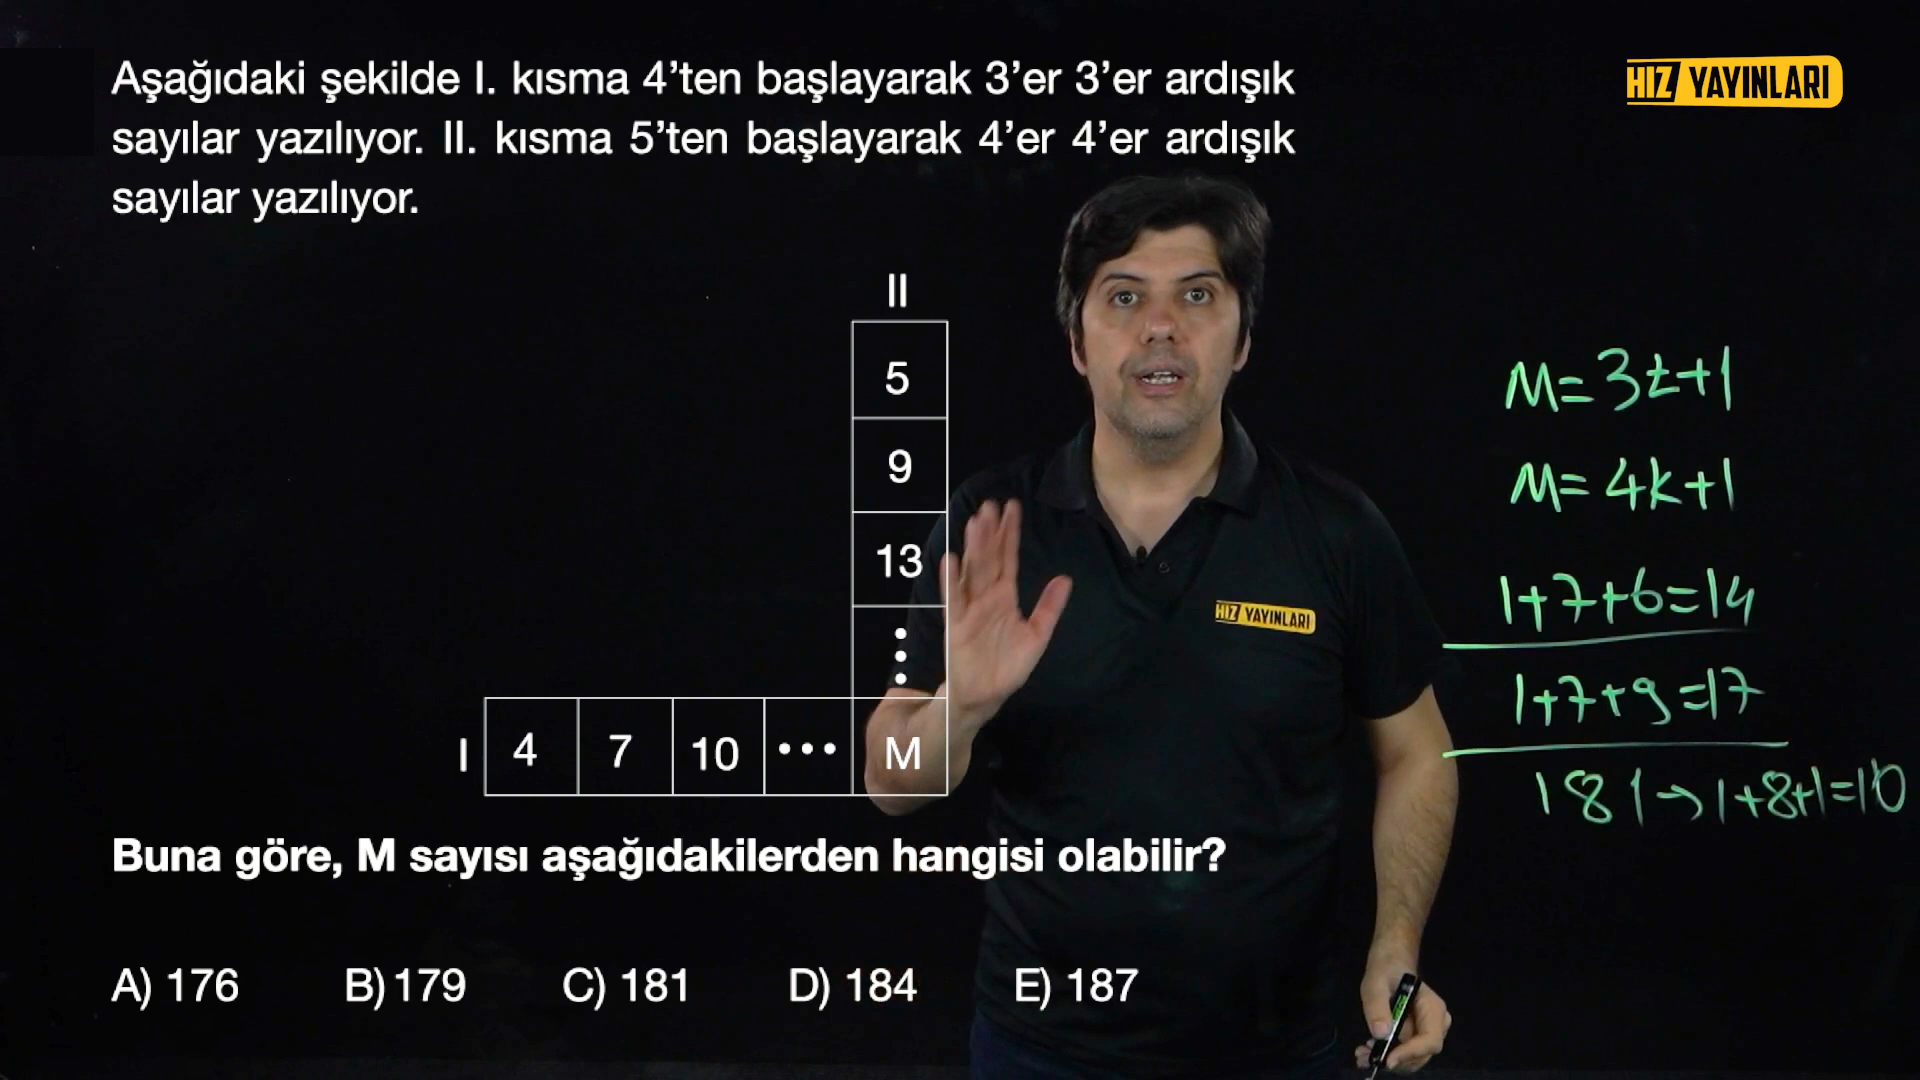 Aşağıdaki şekilde I. kısma 4’ten başlayarak 3’er 3’er ardışık
sayılar yazılıyor. II. kısma 5’ten başlayarak 4’er 4’er ardışık
sayılar yazılıyor.
HIZ YAYINLARI
II
5
9
13
I 4 7 10 ••• M
M=3t+1
M=4k+1
1+7+6=14
1+7+9=17
181→1+8+1=10
HIZ YAYINLARI
Buna göre, M sayısı aşağıdakilerden hangisi olabilir?
A) 176 B) 179 C) 181 D) 184 E) 187